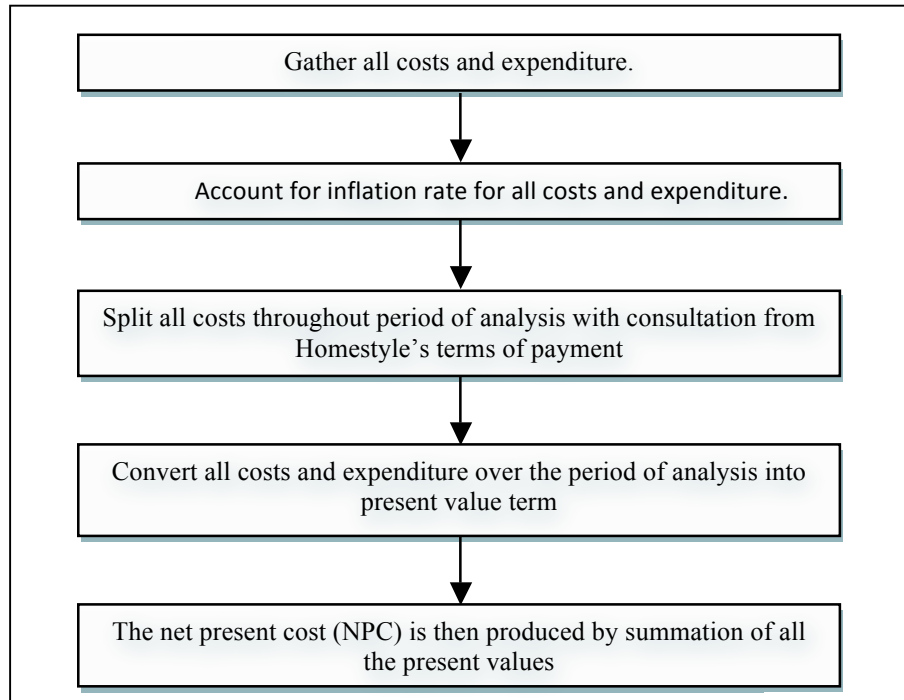 Gather all costs and expenditure.
Account for inflation rate for all costs and expenditure.
Split all costs throughout period of analysis with consultation from
Homestyle’s terms of payment
Convert all costs and expenditure over the period of analysis into
present value term
The net present cost (NPC) is then produced by summation of all
the present values